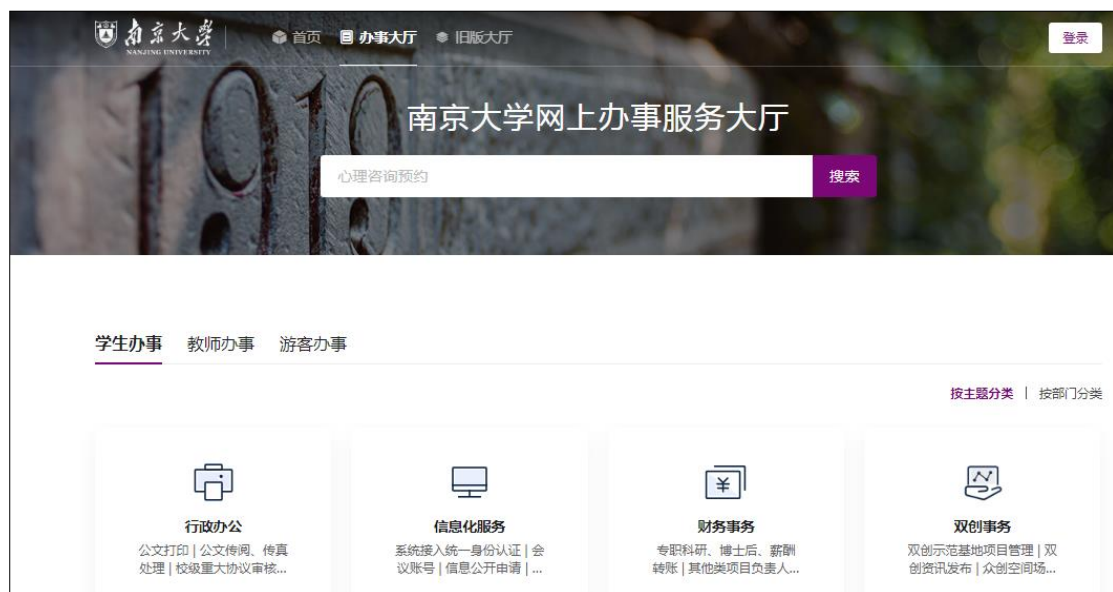 南京大学
NANJING UNIVERSITY
首页 办事大厅 旧版大厅 登录
1919
南京大学网上办事服务大厅
心理咨询预约 搜索
学生办事 教师办事 游客办事
按主题分类 | 按部门分类
行政办公 信息化服务 财务事务 双创事务
公文打印 | 公文传阅、传真 系统接入统一身份认证 | 会 专职科研、博士后、薪酬 双创示范基地项目管理 | 双
处理 | 校级重大协议审核... 议账号 | 信息公开申请 | ... 转账 | 其他类项目负责人... 创资讯发布 | 众创空间场...